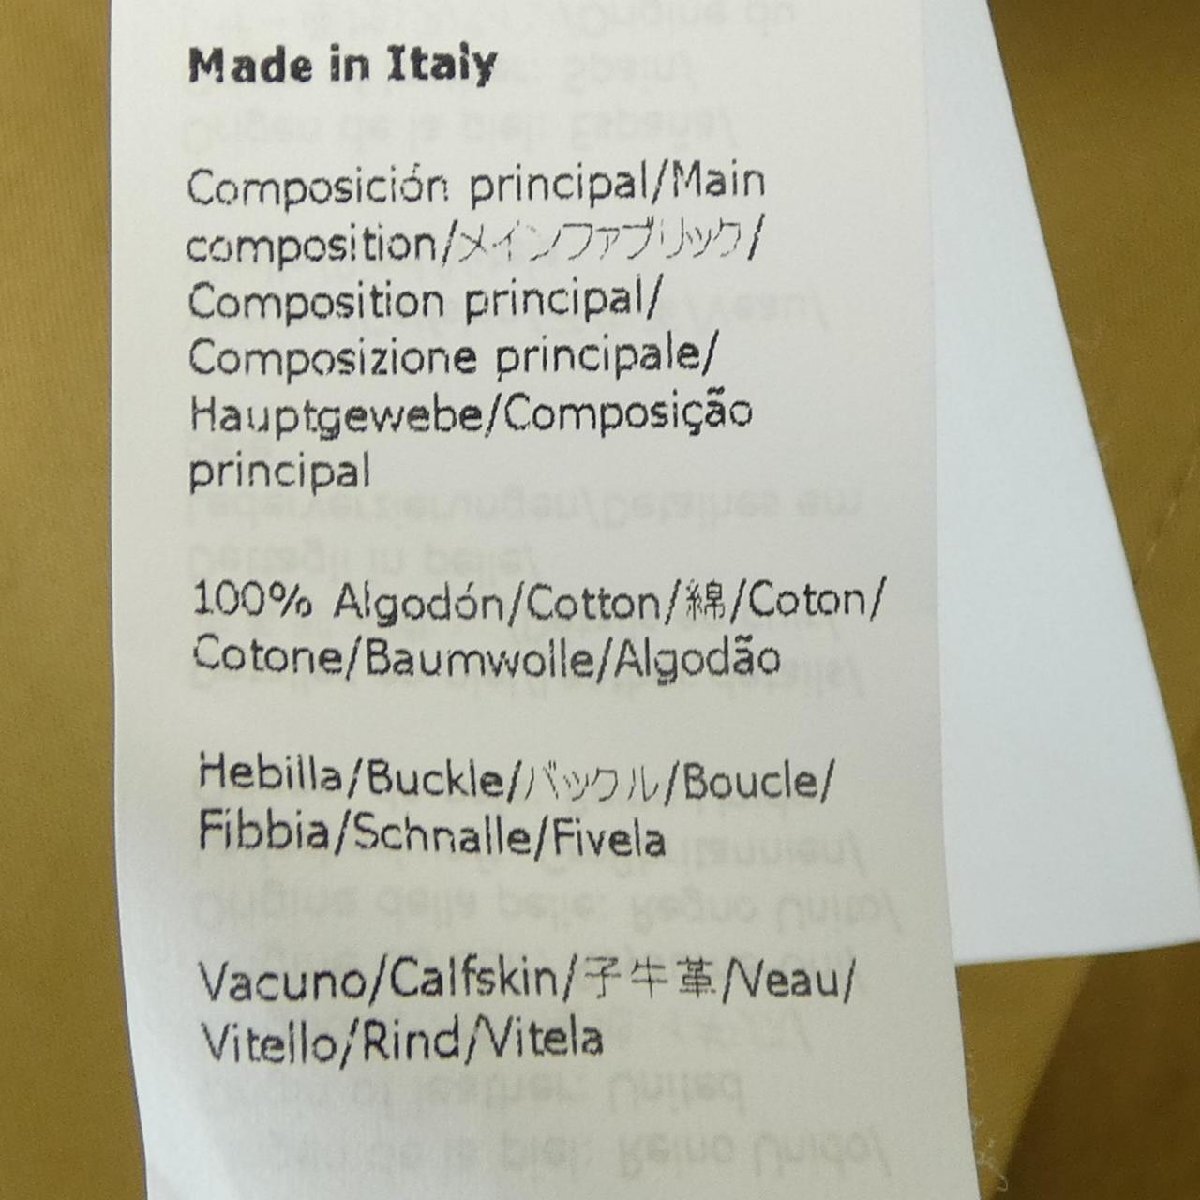 Made in Italy
Composición principal/Main
composition/メインファブリック/
Composition principal/
Composizione principale/
Hauptgewebe/Composição
principal
100% Algodón/Cotton/綿/Coton/
Cotone/Baumwolle/Algodão
Hebilla/Buckle/バックル/Boucle/
Fibbia/Schnalle/Fivela
Vacuno/Calfskin/子牛革/Veau/
Vitello/Rind/Vitela